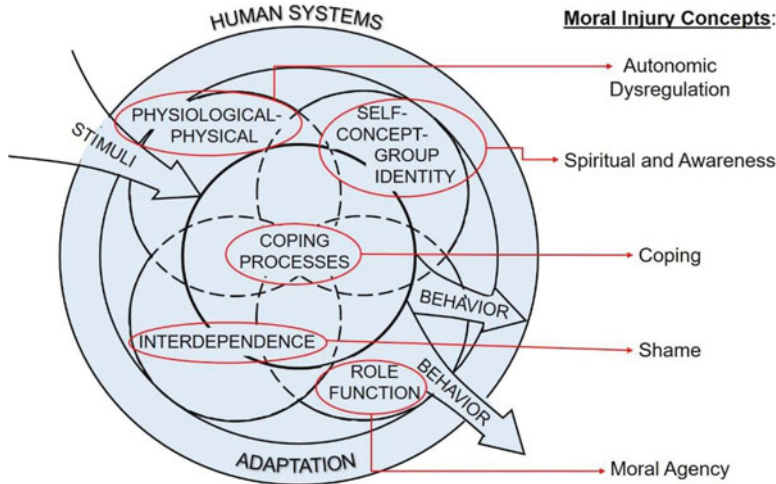 HUMAN SYSTEMS
Moral Injury Concepts:
Autonomic
Dysregulation
PHYSIOLOGICAL-
PHYSICAL
SELF-
CONCEPT-
GROUP
IDENTITY
STIMULI
Spiritual and Awareness
COPING
PROCESSES
Coping
BEHAVIOR
INTERDEPENDENCE
Shame
ROLE
FUNCTION
BEHAVIOR
ADAPTATION
Moral Agency